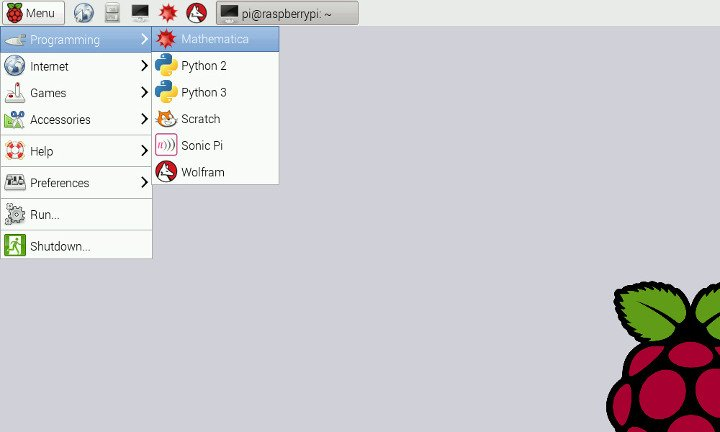 Menu
pi@raspberrypi: ~
Programming
Internet
Games
Accessories
Help
Preferences
Run...
Shutdown...
Mathematica
Python 2
Python 3
Scratch
Sonic Pi
Wolfram